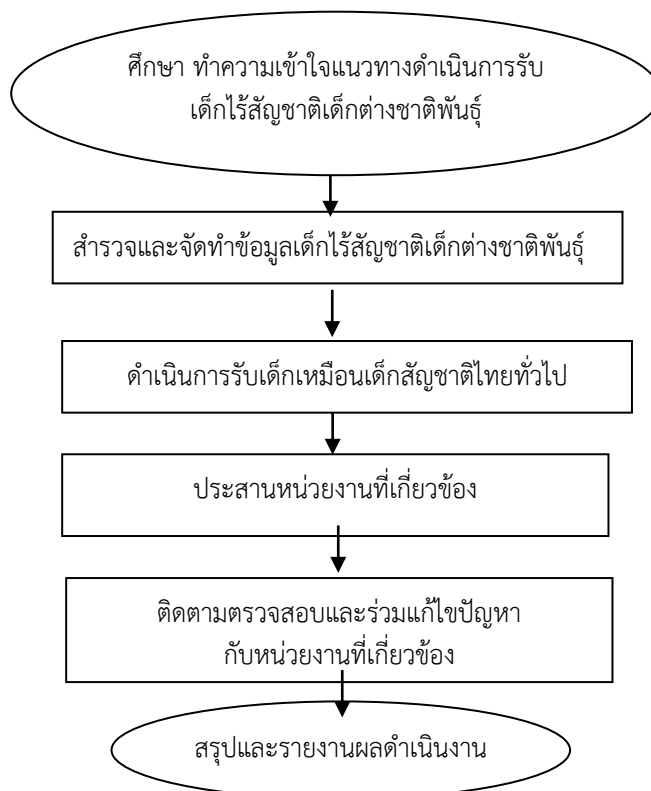 ศึกษา ทำความเข้าใจแนวทางดำเนินการรับ
เด็กไร้สัญชาติเด็กต่างชาติพันธุ์
สำรวจและจัดทำข้อมูลเด็กไร้สัญชาติเด็กต่างชาติพันธุ์
ดำเนินการรับเด็กเหมือนเด็กสัญชาติไทยทั่วไป
ประสานหน่วยงานที่เกี่ยวข้อง
ติดตามตรวจสอบและร่วมแก้ไขปัญหา
กับหน่วยงานที่เกี่ยวข้อง
สรุปและรายงานผลดำเนินงาน